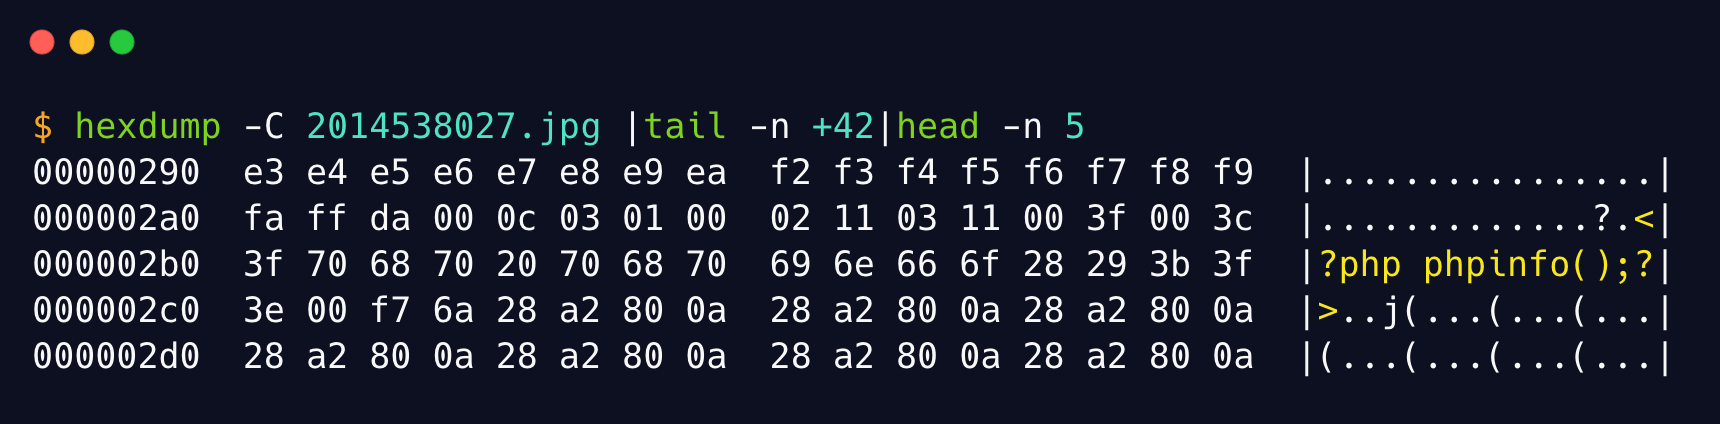 $ hexdump -C 2014538027.jpg |tail -n +42|head -n 5
00000290  e3 e4 e5 e6 e7 e8 e9 ea  f2 f3 f4 f5 f6 f7 f8 f9  |................|
000002a0  fa ff da 00 0c 03 01 00  02 11 03 11 00 3f 00 3c  |.............?.<|
000002b0  3f 70 68 70 20 70 68 70  69 6e 66 6f 28 29 3b 3f  |?php phpinfo();?|
000002c0  3e 00 f7 6a 28 a2 80 0a  28 a2 80 0a 28 a2 80 0a  |>..j(...(...(...|
000002d0  28 a2 80 0a 28 a2 80 0a  28 a2 80 0a 28 a2 80 0a  |(...(...(...(...|